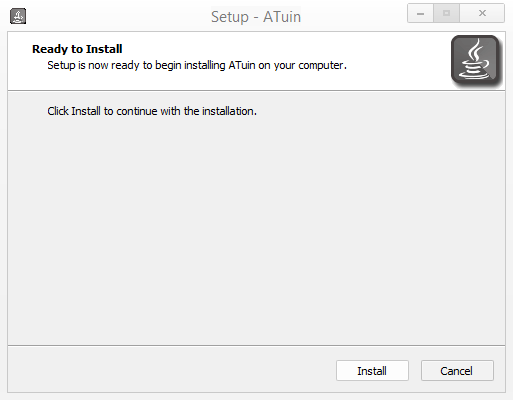 Setup - ATuin
Ready to Install
Setup is now ready to begin installing ATuin on your computer.
Click Install to continue with the installation.
Install
Cancel